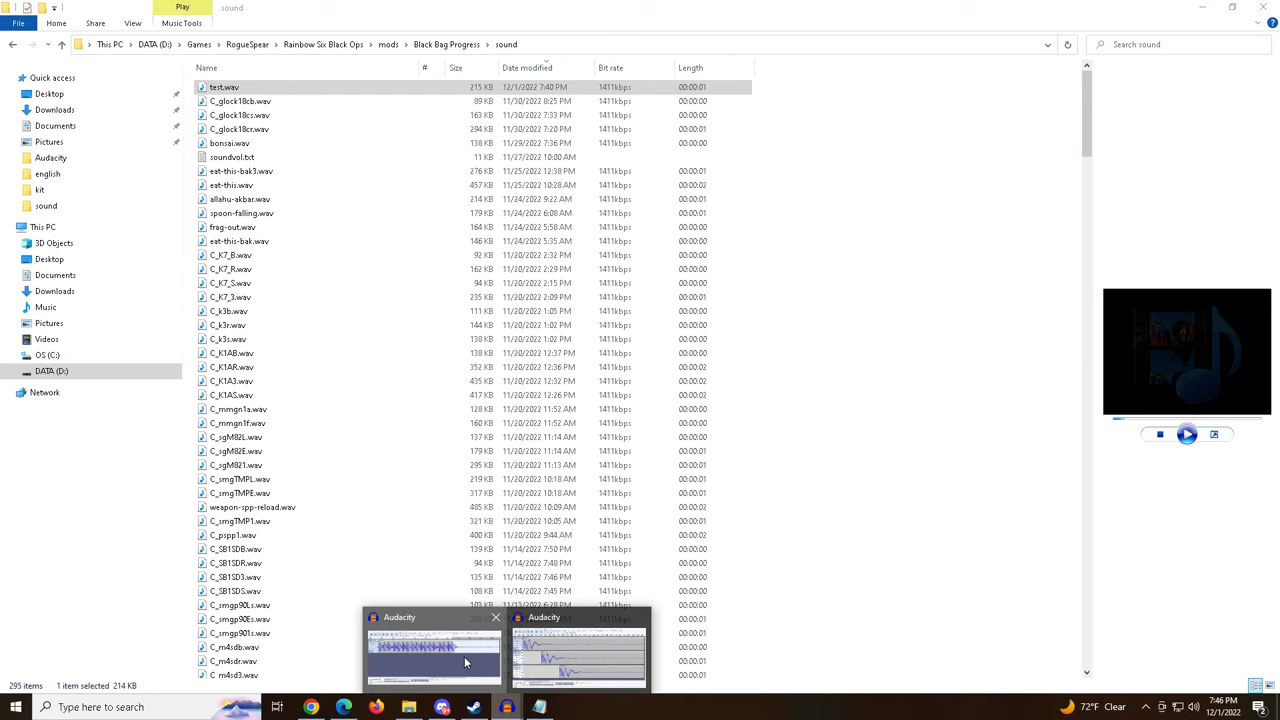 Play sound
File Home Share View Music Tools
This PC DATA (D:) Games RogueSpear Rainbow Six Black Ops mods Black Bag Progress sound Search sound
Name # Size Date modified Bit rate Length
Quick access
Desktop
Downloads
Documents
Pictures
Audacity
english
kit
sound
This PC
3D Objects
Desktop
Documents
Downloads
Music
Pictures
Videos
OS (C:)
DATA (D:)
Network
test.wav 215 KB 12/1/2022 7:40 PM 1411kbps 00:00:01
C_glock18cb.wav 89 KB 11/30/2022 8:25 PM 1411kbps 00:00:00
C_glock18cs.wav 163 KB 11/30/2022 7:33 PM 1411kbps 00:00:00
C_glock18cr.wav 294 KB 11/30/2022 7:20 PM 1411kbps 00:00:01
bonsai.wav 138 KB 11/29/2022 7:36 PM 1411kbps 00:00:00
soundvol.txt 11 KB 11/27/2022 10:00 AM
eat-this-bak3.wav 276 KB 11/25/2022 12:38 PM 1411kbps 00:00:01
eat-this.wav 457 KB 11/25/2022 10:28 AM 1411kbps 00:00:02
allahu-akbar.wav 284 KB 11/24/2022 9:22 AM 1411kbps 00:00:01
spoon-falling.wav 179 KB 11/24/2022 6:08 AM 1411kbps 00:00:01
frag-out.wav 164 KB 11/24/2022 5:58 AM 1411kbps 00:00:00
eat-this-bak.wav 146 KB 11/24/2022 5:35 AM 1411kbps 00:00:00
C_K7_B.wav 92 KB 11/20/2022 2:32 PM 1411kbps 00:00:00
C_K7_R.wav 162 KB 11/20/2022 2:29 PM 1411kbps 00:00:00
C_K7_S.wav 94 KB 11/20/2022 2:15 PM 1411kbps 00:00:00
C_K7_3.wav 235 KB 11/20/2022 2:09 PM 1411kbps 00:00:01
C_k3b.wav 111 KB 11/20/2022 1:05 PM 1411kbps 00:00:00
C_k3r.wav 144 KB 11/20/2022 1:02 PM 1411kbps 00:00:00
C_k3s.wav 138 KB 11/20/2022 1:02 PM 1411kbps 00:00:00
C_K1AB.wav 138 KB 11/20/2022 12:37 PM 1411kbps 00:00:00
C_K1AR.wav 352 KB 11/20/2022 12:36 PM 1411kbps 00:00:02
C_K1A3.wav 435 KB 11/20/2022 12:32 PM 1411kbps 00:00:02
C_K1AS.wav 417 KB 11/20/2022 12:26 PM 1411kbps 00:00:02
C_mmgn1a.wav 128 KB 11/20/2022 11:52 AM 1411kbps 00:00:00
C_mmgn1f.wav 160 KB 11/20/2022 11:32 AM 1411kbps 00:00:00
C_sgM82L.wav 137 KB 11/20/2022 11:14 AM 1411kbps 00:00:00
C_sgM82E.wav 179 KB 11/20/2022 11:14 AM 1411kbps 00:00:01
C_sgM821.wav 295 KB 11/20/2022 11:13 AM 1411kbps 00:00:01
C_smgTMPL.wav 219 KB 11/20/2022 10:18 AM 1411kbps 00:00:01
C_smgTMPE.wav 317 KB 11/20/2022 10:18 AM 1411kbps 00:00:01
weapon-spp-reload.wav 485 KB 11/20/2022 10:09 AM 1411kbps 00:00:02
C_smgTMP1.wav 321 KB 11/20/2022 10:05 AM 1411kbps 00:00:01
C_pspp1.wav 400 KB 11/20/2022 9:44 AM 1411kbps 00:00:02
C_SB1SDB.wav 139 KB 11/14/2022 7:50 PM 1411kbps 00:00:00
C_SB1SDR.wav 94 KB 11/14/2022 7:48 PM 1411kbps 00:00:00
C_SB1SD3.wav 135 KB 11/14/2022 7:46 PM 1411kbps 00:00:00
C_SB1SDS.wav 108 KB 11/14/2022 7:45 PM 1411kbps 00:00:00
C_smgp90Ls.wav 103 KB 11/13/2022 6:28 PM 1411kbps 00:00:00
C_smgp90Es.wav 00:00:01
C_smgp901s.wav 00:00:01
C_m4sdb.wav 00:00:00
C_m4sdr.wav 00:00:01
C_m4sd3.wav 00:00:00
Audacity Audacity
295 items 1 item selected 214 KB
Type here to search
72°F Clear
7:46 PM
12/1/2022
2